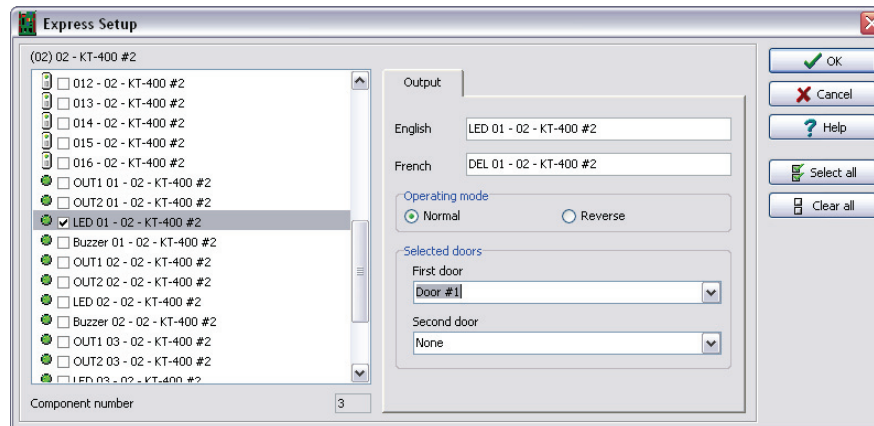 Express Setup
(02) 02 - KT-400 #2
012 - 02 - KT-400 #2
013 - 02 - KT-400 #2
014 - 02 - KT-400 #2
015 - 02 - KT-400 #2
016 - 02 - KT-400 #2
OUT1 01 - 02 - KT-400 #2
OUT2 01 - 02 - KT-400 #2
LED 01 - 02 - KT-400 #2
Buzzer 01 - 02 - KT-400 #2
OUT1 02 - 02 - KT-400 #2
OUT2 02 - 02 - KT-400 #2
LED 02 - 02 - KT-400 #2
Buzzer 02 - 02 - KT-400 #2
OUT1 03 - 02 - KT-400 #2
OUT2 03 - 02 - KT-400 #2
LED 03 - 02 - KT-400 #2
Component number 3
Output
English LED 01 - 02 - KT-400 #2
French DEL 01 - 02 - KT-400 #2
Operating mode
Normal Reverse
Selected doors
First door
Door #1
Second door
None
OK
Cancel
Help
Select all
Clear all